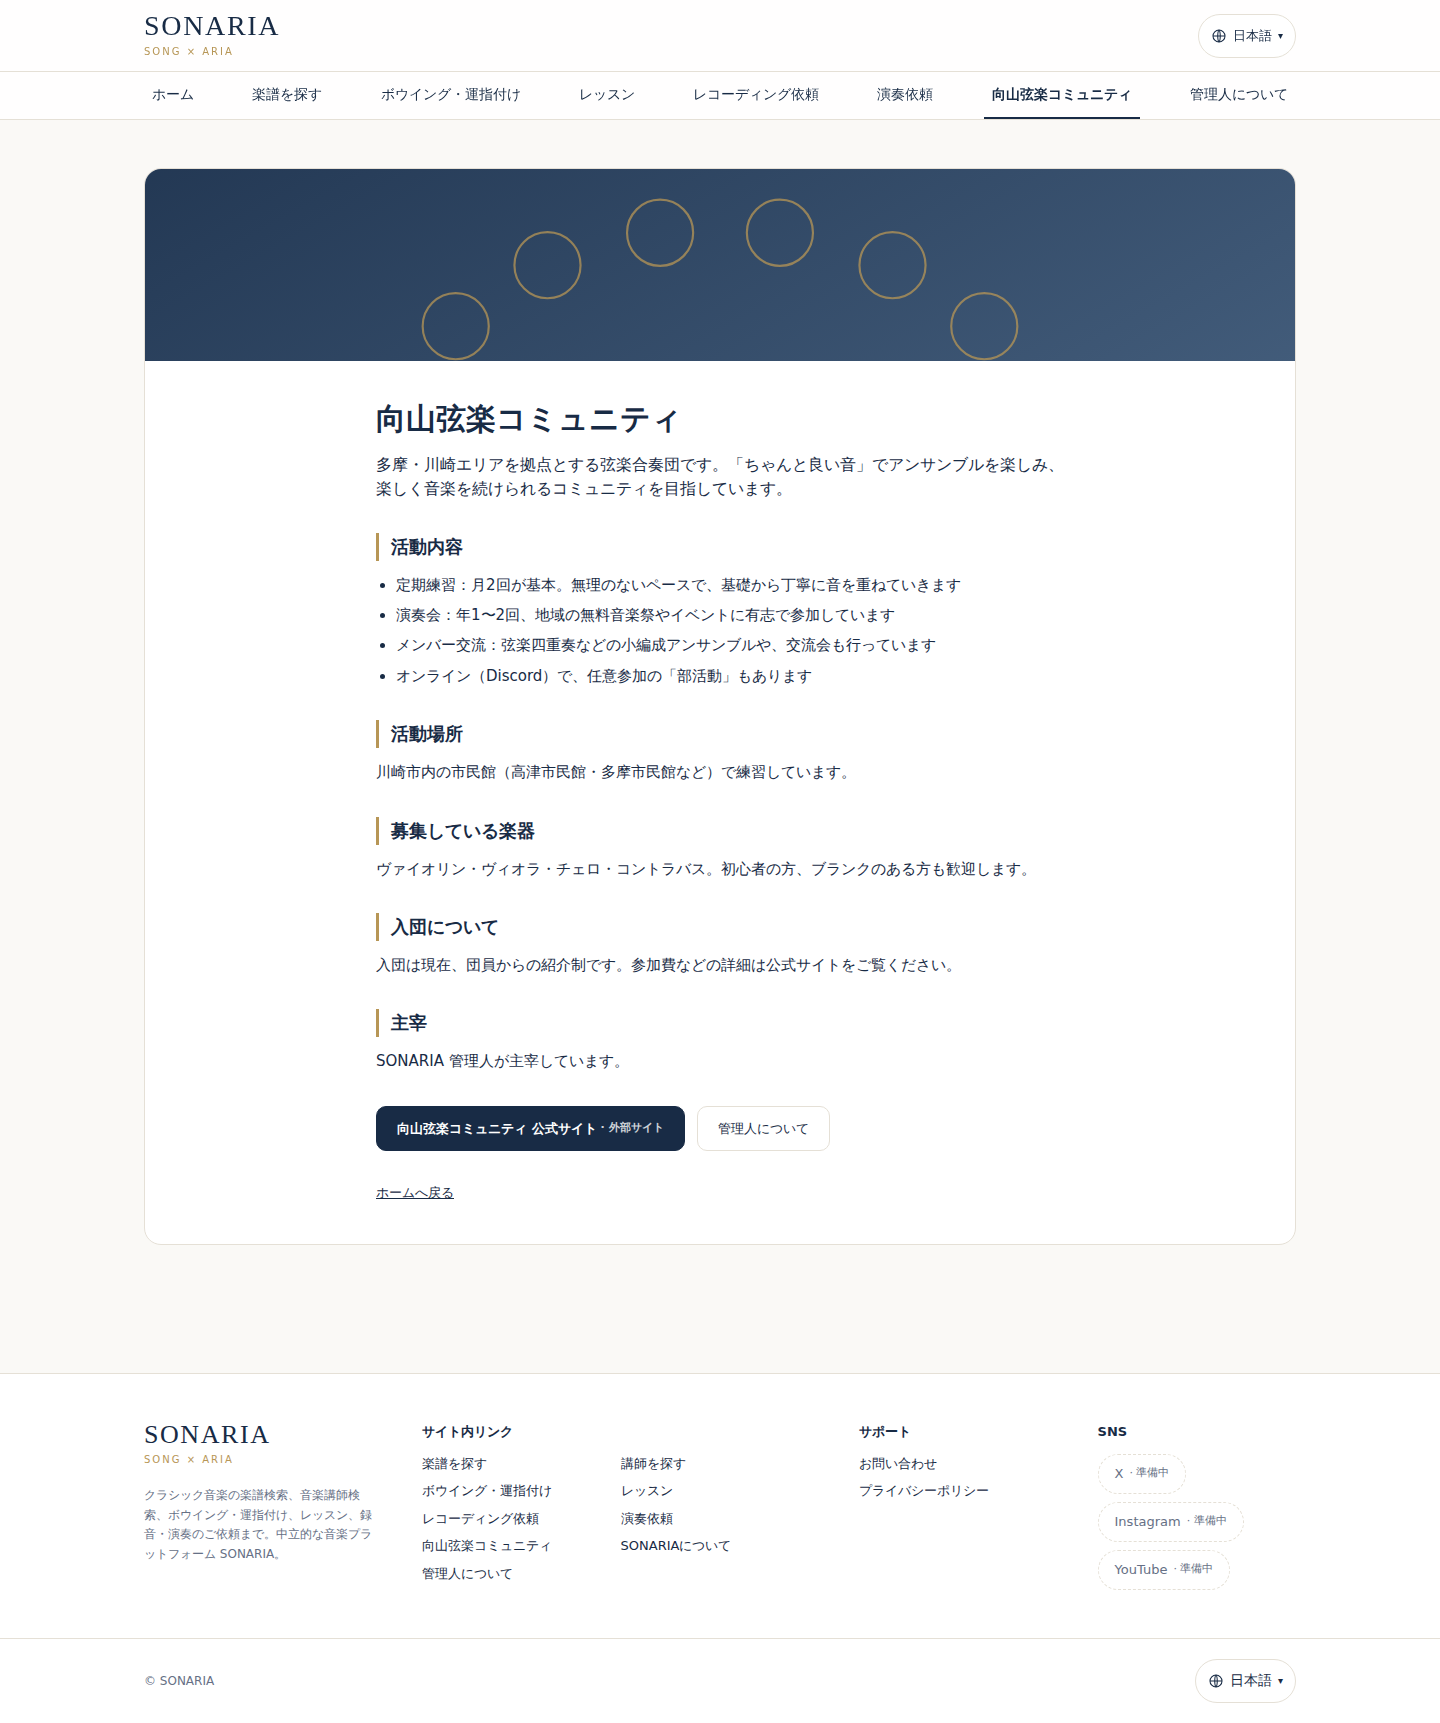 SONARIA
SONG × ARIA
日本語 ▾
ホーム
楽譜を探す
ボウイング・運指付け
レッスン
レコーディング依頼
演奏依頼
向山弦楽コミュニティ
管理人について
向山弦楽コミュニティ
多摩・川崎エリアを拠点とする弦楽合奏団です。「ちゃんと良い音」でアンサンブルを楽しみ、
楽しく音楽を続けられるコミュニティを目指しています。
活動内容
• 定期練習：月2回が基本。無理のないペースで、基礎から丁寧に音を重ねていきます
• 演奏会：年1〜2回、地域の無料音楽祭やイベントに有志で参加しています
• メンバー交流：弦楽四重奏などの小編成アンサンブルや、交流会も行っています
• オンライン（Discord）で、任意参加の「部活動」もあります
活動場所
川崎市内の市民館（高津市民館・多摩市民館など）で練習しています。
募集している楽器
ヴァイオリン・ヴィオラ・チェロ・コントラバス。初心者の方、ブランクのある方も歓迎します。
入団について
入団は現在、団員からの紹介制です。参加費などの詳細は公式サイトをご覧ください。
主宰
SONARIA 管理人が主宰しています。
向山弦楽コミュニティ 公式サイト · 外部サイト
管理人について
ホームへ戻る
SONARIA
SONG × ARIA
クラシック音楽の楽譜検索、音楽講師検
索、ボウイング・運指付け、レッスン、録
音・演奏のご依頼まで。中立的な音楽プラ
ットフォーム SONARIA。
サイト内リンク
楽譜を探す
ボウイング・運指付け
レコーディング依頼
向山弦楽コミュニティ
管理人について
講師を探す
レッスン
演奏依頼
SONARIAについて
サポート
お問い合わせ
プライバシーポリシー
SNS
X · 準備中
Instagram · 準備中
YouTube · 準備中
© SONARIA
日本語 ▾